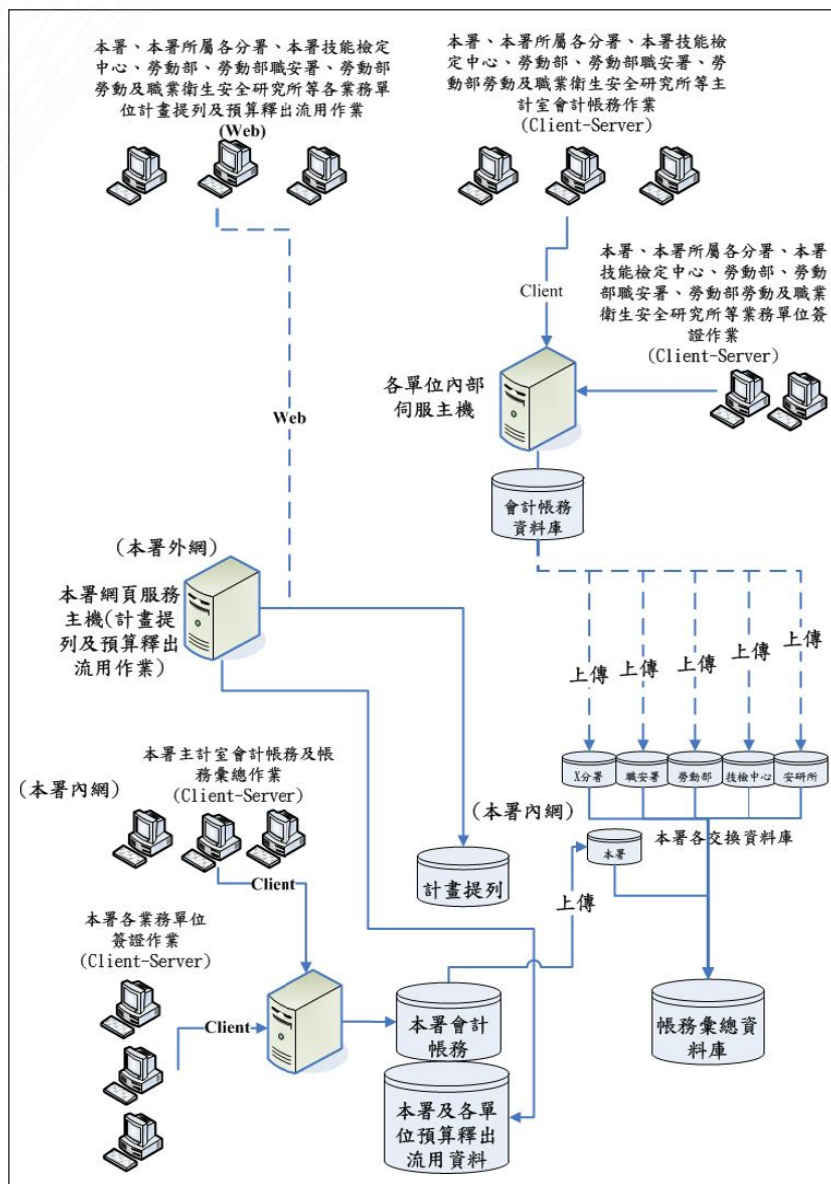 本署、本署所屬各分署、本署技能檢定
中心、勞動部、勞動部職安署、勞動部
勞動及職業衛生安全研究所等各業務單
位計畫提列及預算釋出流用作業
(Web)
本署、本署所屬各分署、本署技能檢
定中心、勞動部、勞動部職安署、勞
動部勞動及職業衛生安全研究所等主
計室會計帳務作業
(Client-Server)
本署、本署所屬各分署、本署
技能檢定中心、勞動部、勞動
部職安署、勞動部勞動及職業
衛生安全研究所等業務單位簽
證作業
(Client-Server)
Client
各單位內部
伺服主機
Web
會計帳務
資料庫
(本署外網)
本署網頁服務
主機(計畫提
列及預算釋出
流用作業)
上傳
上傳
上傳
上傳
上傳
X分署
職安署
勞動部
技檢中心
安研所
本署主計室會計帳務及帳
務彙總作業
(Client-Server)
(本署內網)
(本署內網)
本署各交換資料庫
本署
計畫提列
上傳
Client
本署各業務單位
簽證作業
(Client-Server)
Client
本署會計
帳務
帳務彙總資
料庫
本署及各單
位預算釋出
流用資料